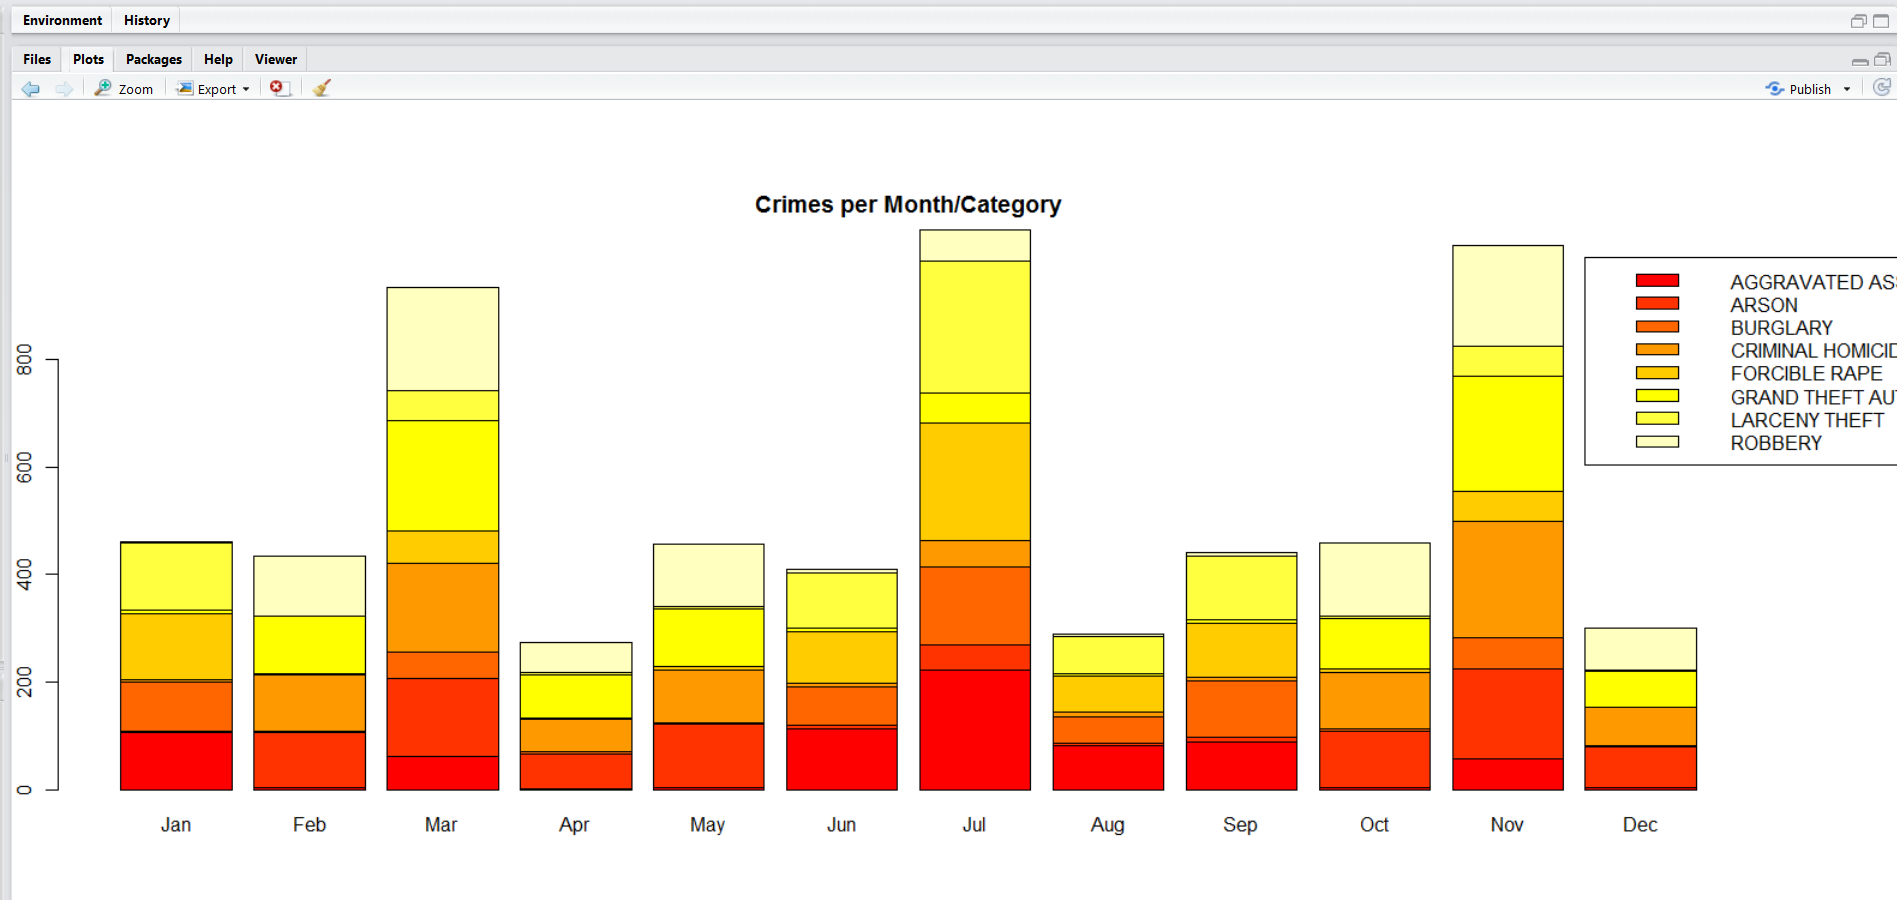 Environment History
Files Plots Packages Help Viewer
Zoom Export Publish
Crimes per Month/Category
AGGRAVATED ASS
ARSON
BURGLARY
CRIMINAL HOMICID
FORCIBLE RAPE
GRAND THEFT AUT
LARCENY THEFT
ROBBERY
800
600
400
200
0
Jan Feb Mar Apr May Jun Jul Aug Sep Oct Nov Dec